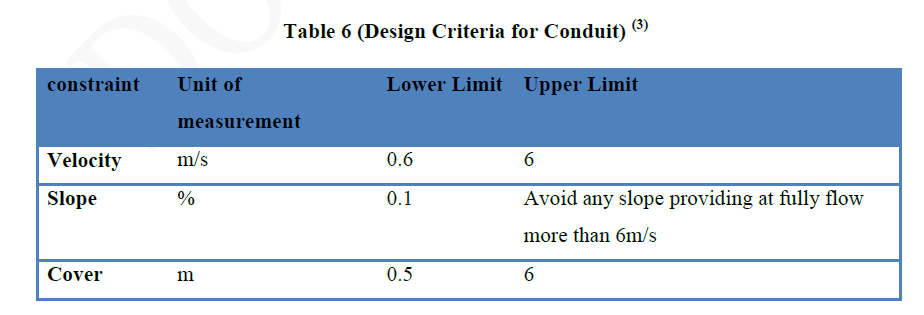 Table 6 (Design Criteria for Conduit) (3)
constraint Unit of measurement Lower Limit Upper Limit
Velocity m/s 0.6 6
Slope % 0.1 Avoid any slope providing at fully flow
more than 6m/s
Cover m 0.5 6